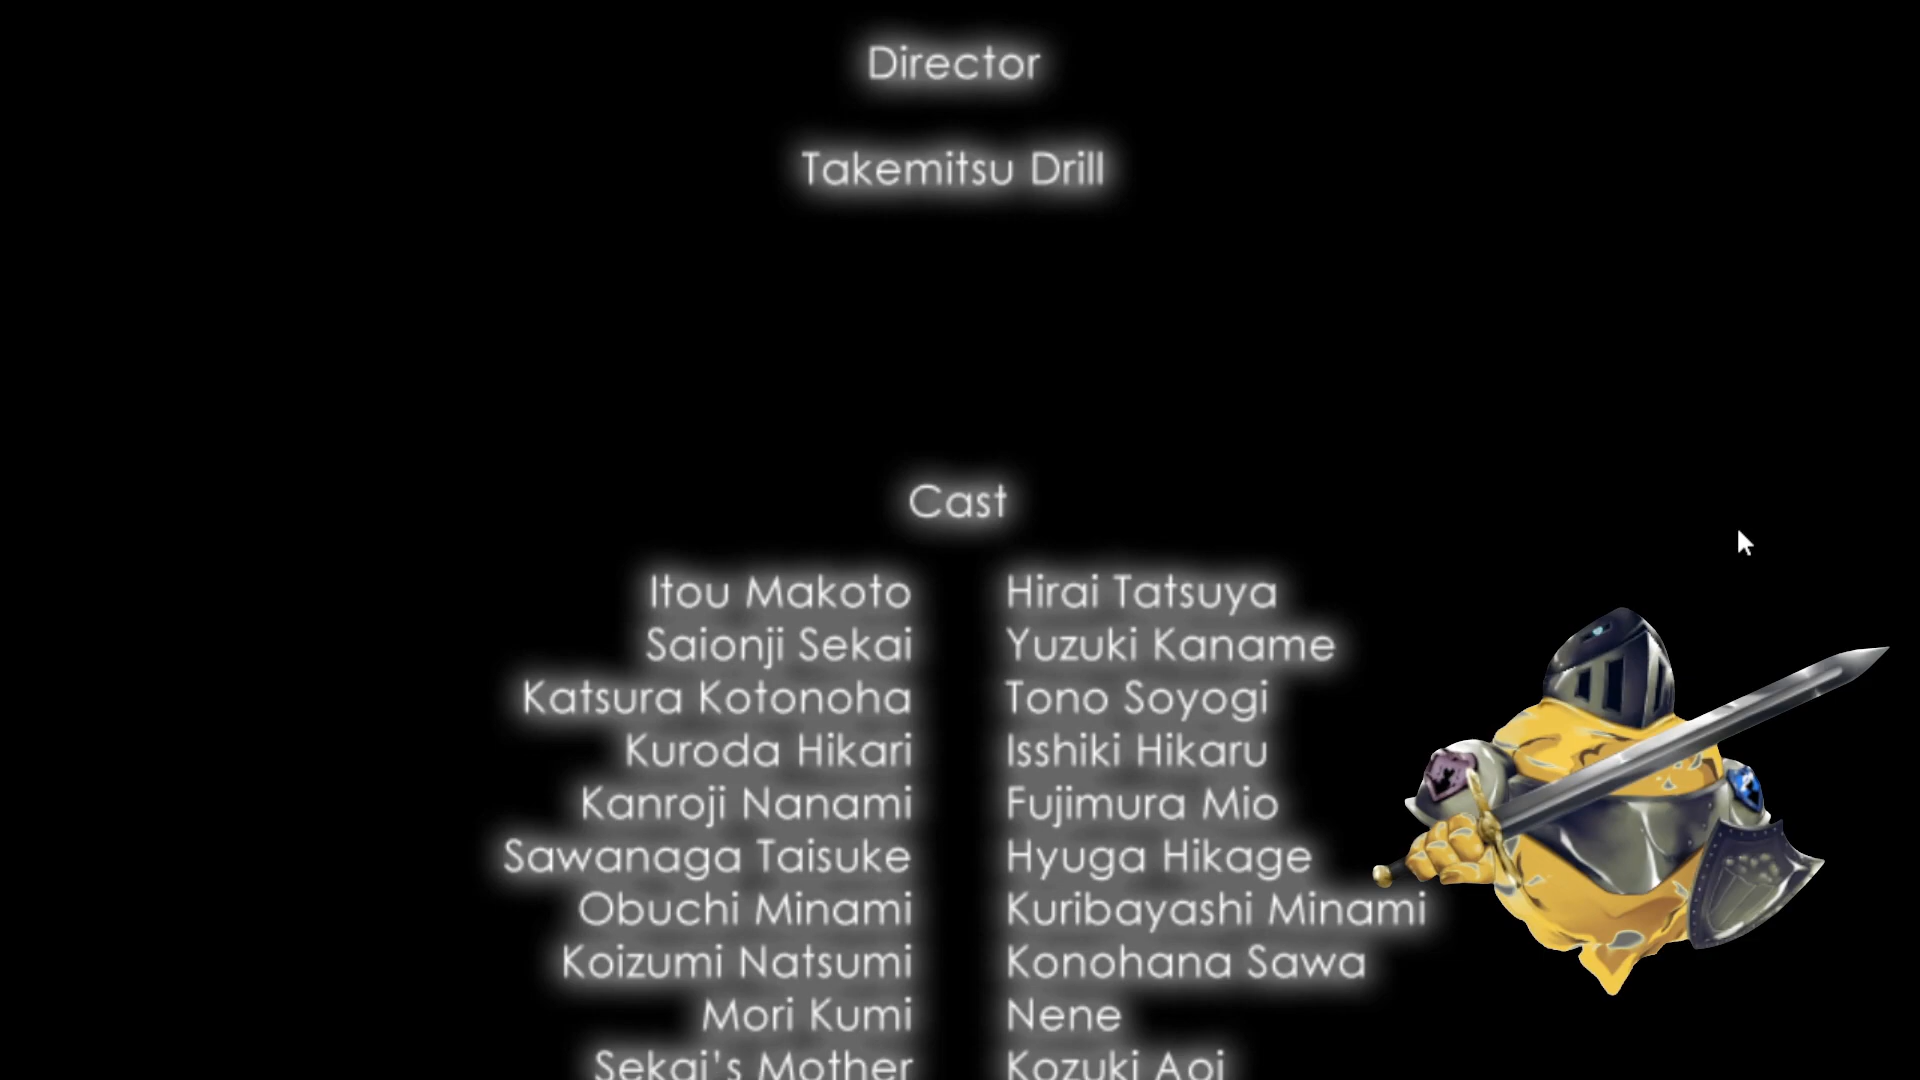 Director
Takemitsu Drill
Cast
Itou Makoto Hirai Tatsuya
Saionji Sekai Yuzuki Kaname
Katsura Kotonoha Tono Soyogi
Kuroda Hikari Isshiki Hikaru
Kanroji Nanami Fujimura Mio
Sawanaga Taisuke Hyuga Hikage
Obuchi Minami Kuribayashi Minami
Koizumi Natsumi Konohana Sawa
Mori Kumi Nene
Sekai's Mother Kozuki Aoi